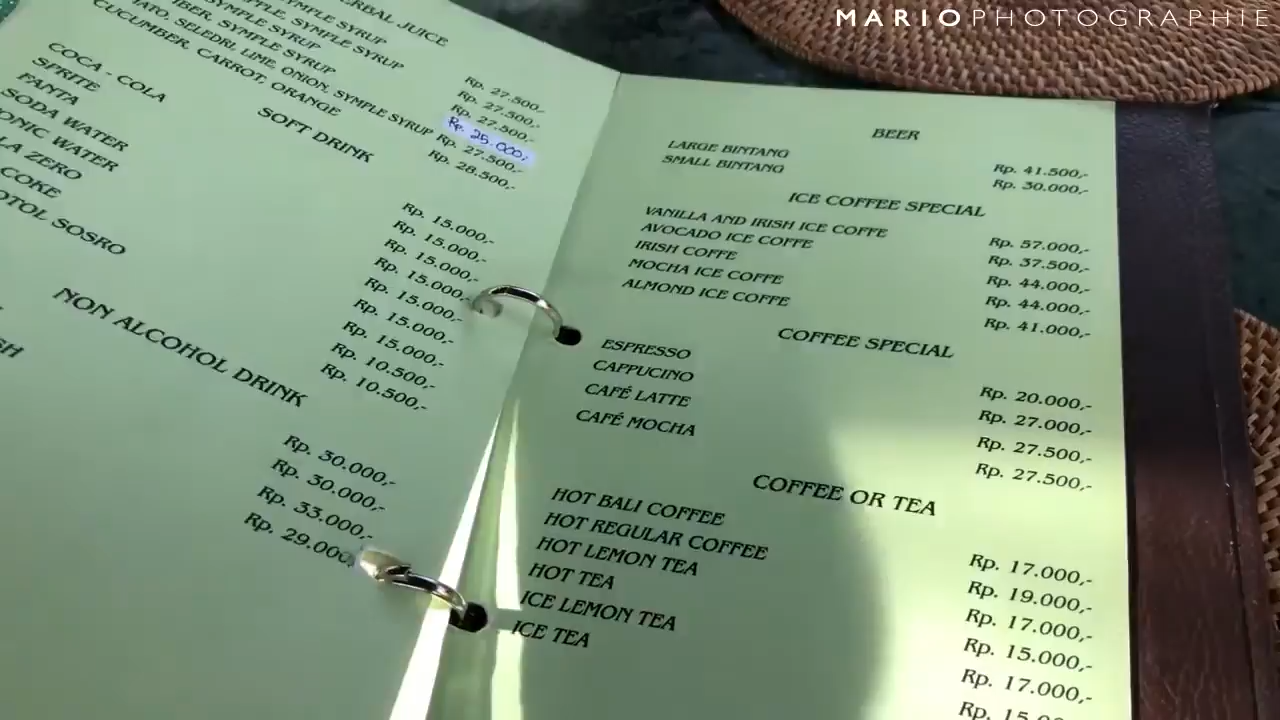 MARIOPHOTOGRAPHIE
JUICE
SYMPLE SYRUP
SYMPLE SYRUP
SYMPLE SYRUP
SELEDRI, LIME, ONION, SYMPLE SYRUP
CUCUMBER, CARROT, ORANGE
Rp. 27.500,-
Rp. 27.500,-
Rp. 27.500,-
Rp. 25.000,-
Rp. 27.500,-
Rp. 28.500,-
SOFT DRINK
COCA - COLA
SPRITE
FANTA
SODA WATER
WATER
ZERO
COKE
SOSRO
Rp. 15.000,-
Rp. 15.000,-
Rp. 15.000,-
Rp. 15.000,-
Rp. 15.000,-
Rp. 15.000,-
Rp. 15.000,-
Rp. 10.500,-
Rp. 10.500,-
NON ALCOHOL DRINK
Rp. 30.000,-
Rp. 30.000,-
Rp. 33.000,-
Rp. 29.000
BEER
LARGE BINTANG Rp. 41.500,-
SMALL BINTANG Rp. 30.000,-
ICE COFFEE SPECIAL
VANILLA AND IRISH ICE COFFE Rp. 57.000,-
AVOCADO ICE COFFE Rp. 37.500,-
IRISH COFFE Rp. 44.000,-
MOCHA ICE COFFE Rp. 44.000,-
ALMOND ICE COFFE Rp. 41.000,-
COFFEE SPECIAL
ESPRESSO Rp. 20.000,-
CAPPUCINO Rp. 27.000,-
CAFÉ LATTE Rp. 27.500,-
CAFÉ MOCHA Rp. 27.500,-
COFFEE OR TEA
HOT BALI COFFEE Rp. 17.000,-
HOT REGULAR COFFEE Rp. 19.000,-
HOT LEMON TEA Rp. 17.000,-
HOT TEA Rp. 15.000,-
ICE LEMON TEA Rp. 17.000,-
ICE TEA Rp.